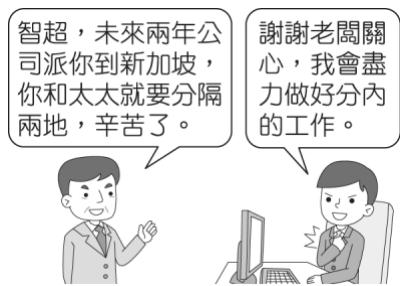 智超，未來兩年公
司派你到新加坡，
你和太太就要分隔
兩地，辛苦了。
謝謝老闆關
心，我會盡
力做好分內
的工作。